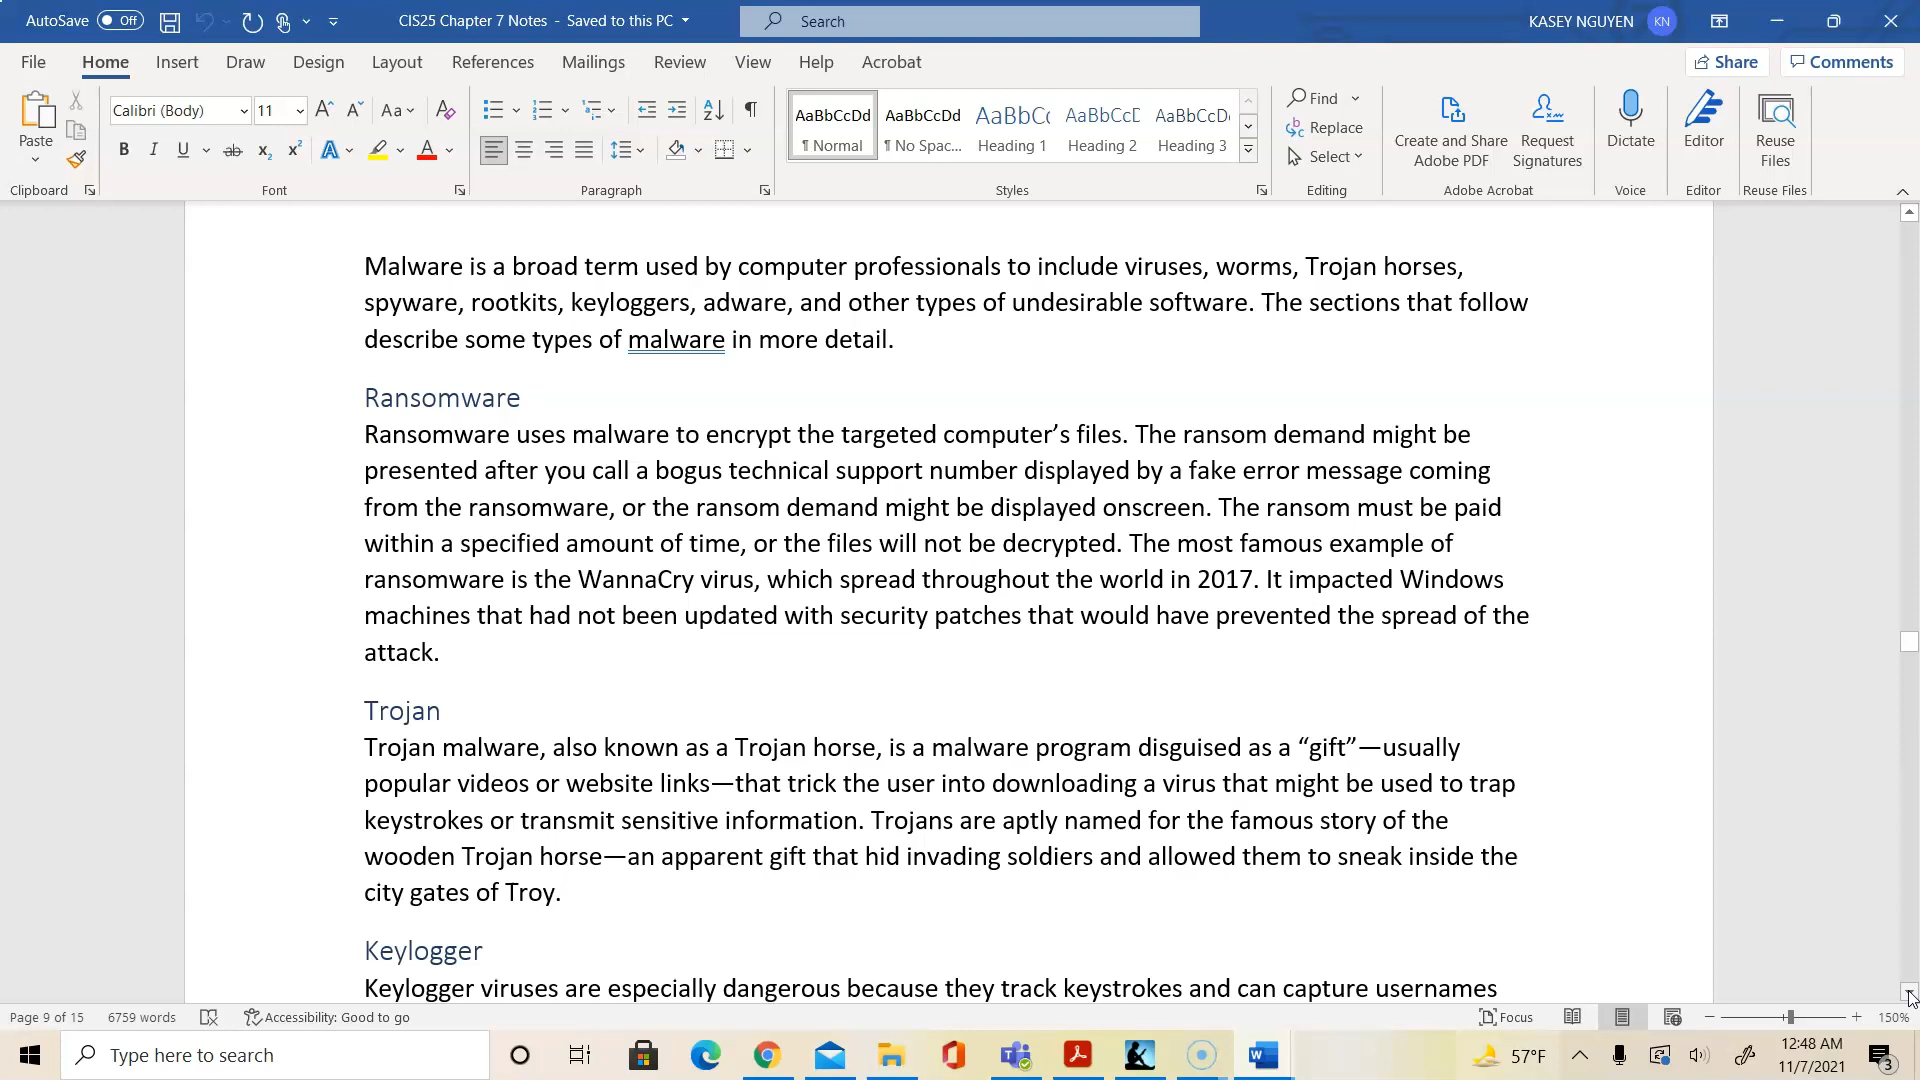 AutoSave Off CIS25 Chapter 7 Notes - Saved to this PC Search KASEY NGUYEN KN
File Home Insert Draw Design Layout References Mailings Review View Help Acrobat Share Comments
Paste
Clipboard
Calibri (Body) 11 Aa
B I U ab x₂ x² A A
Font
Paragraph
AaBbCcDd AaBbCcDd AaBbCc AaBbCcD AaBbCcD
¶ Normal ¶ No Spac... Heading 1 Heading 2 Heading 3
Styles
Find
Replace
Select
Editing
Create and Share
Adobe PDF
Request
Signatures
Adobe Acrobat
Dictate
Voice
Editor
Editor
Reuse
Files
Reuse Files
Malware is a broad term used by computer professionals to include viruses, worms, Trojan horses,
spyware, rootkits, keyloggers, adware, and other types of undesirable software. The sections that follow
describe some types of malware in more detail.
Ransomware
Ransomware uses malware to encrypt the targeted computer’s files. The ransom demand might be
presented after you call a bogus technical support number displayed by a fake error message coming
from the ransomware, or the ransom demand might be displayed onscreen. The ransom must be paid
within a specified amount of time, or the files will not be decrypted. The most famous example of
ransomware is the WannaCry virus, which spread throughout the world in 2017. It impacted Windows
machines that had not been updated with security patches that would have prevented the spread of the
attack.
Trojan
Trojan malware, also known as a Trojan horse, is a malware program disguised as a “gift”—usually
popular videos or website links—that trick the user into downloading a virus that might be used to trap
keystrokes or transmit sensitive information. Trojans are aptly named for the famous story of the
wooden Trojan horse—an apparent gift that hid invading soldiers and allowed them to sneak inside the
city gates of Troy.
Keylogger
Keylogger viruses are especially dangerous because they track keystrokes and can capture usernames
Page 9 of 15 6759 words Accessibility: Good to go Focus 150%
Type here to search 57°F 12:48 AM
11/7/2021 3